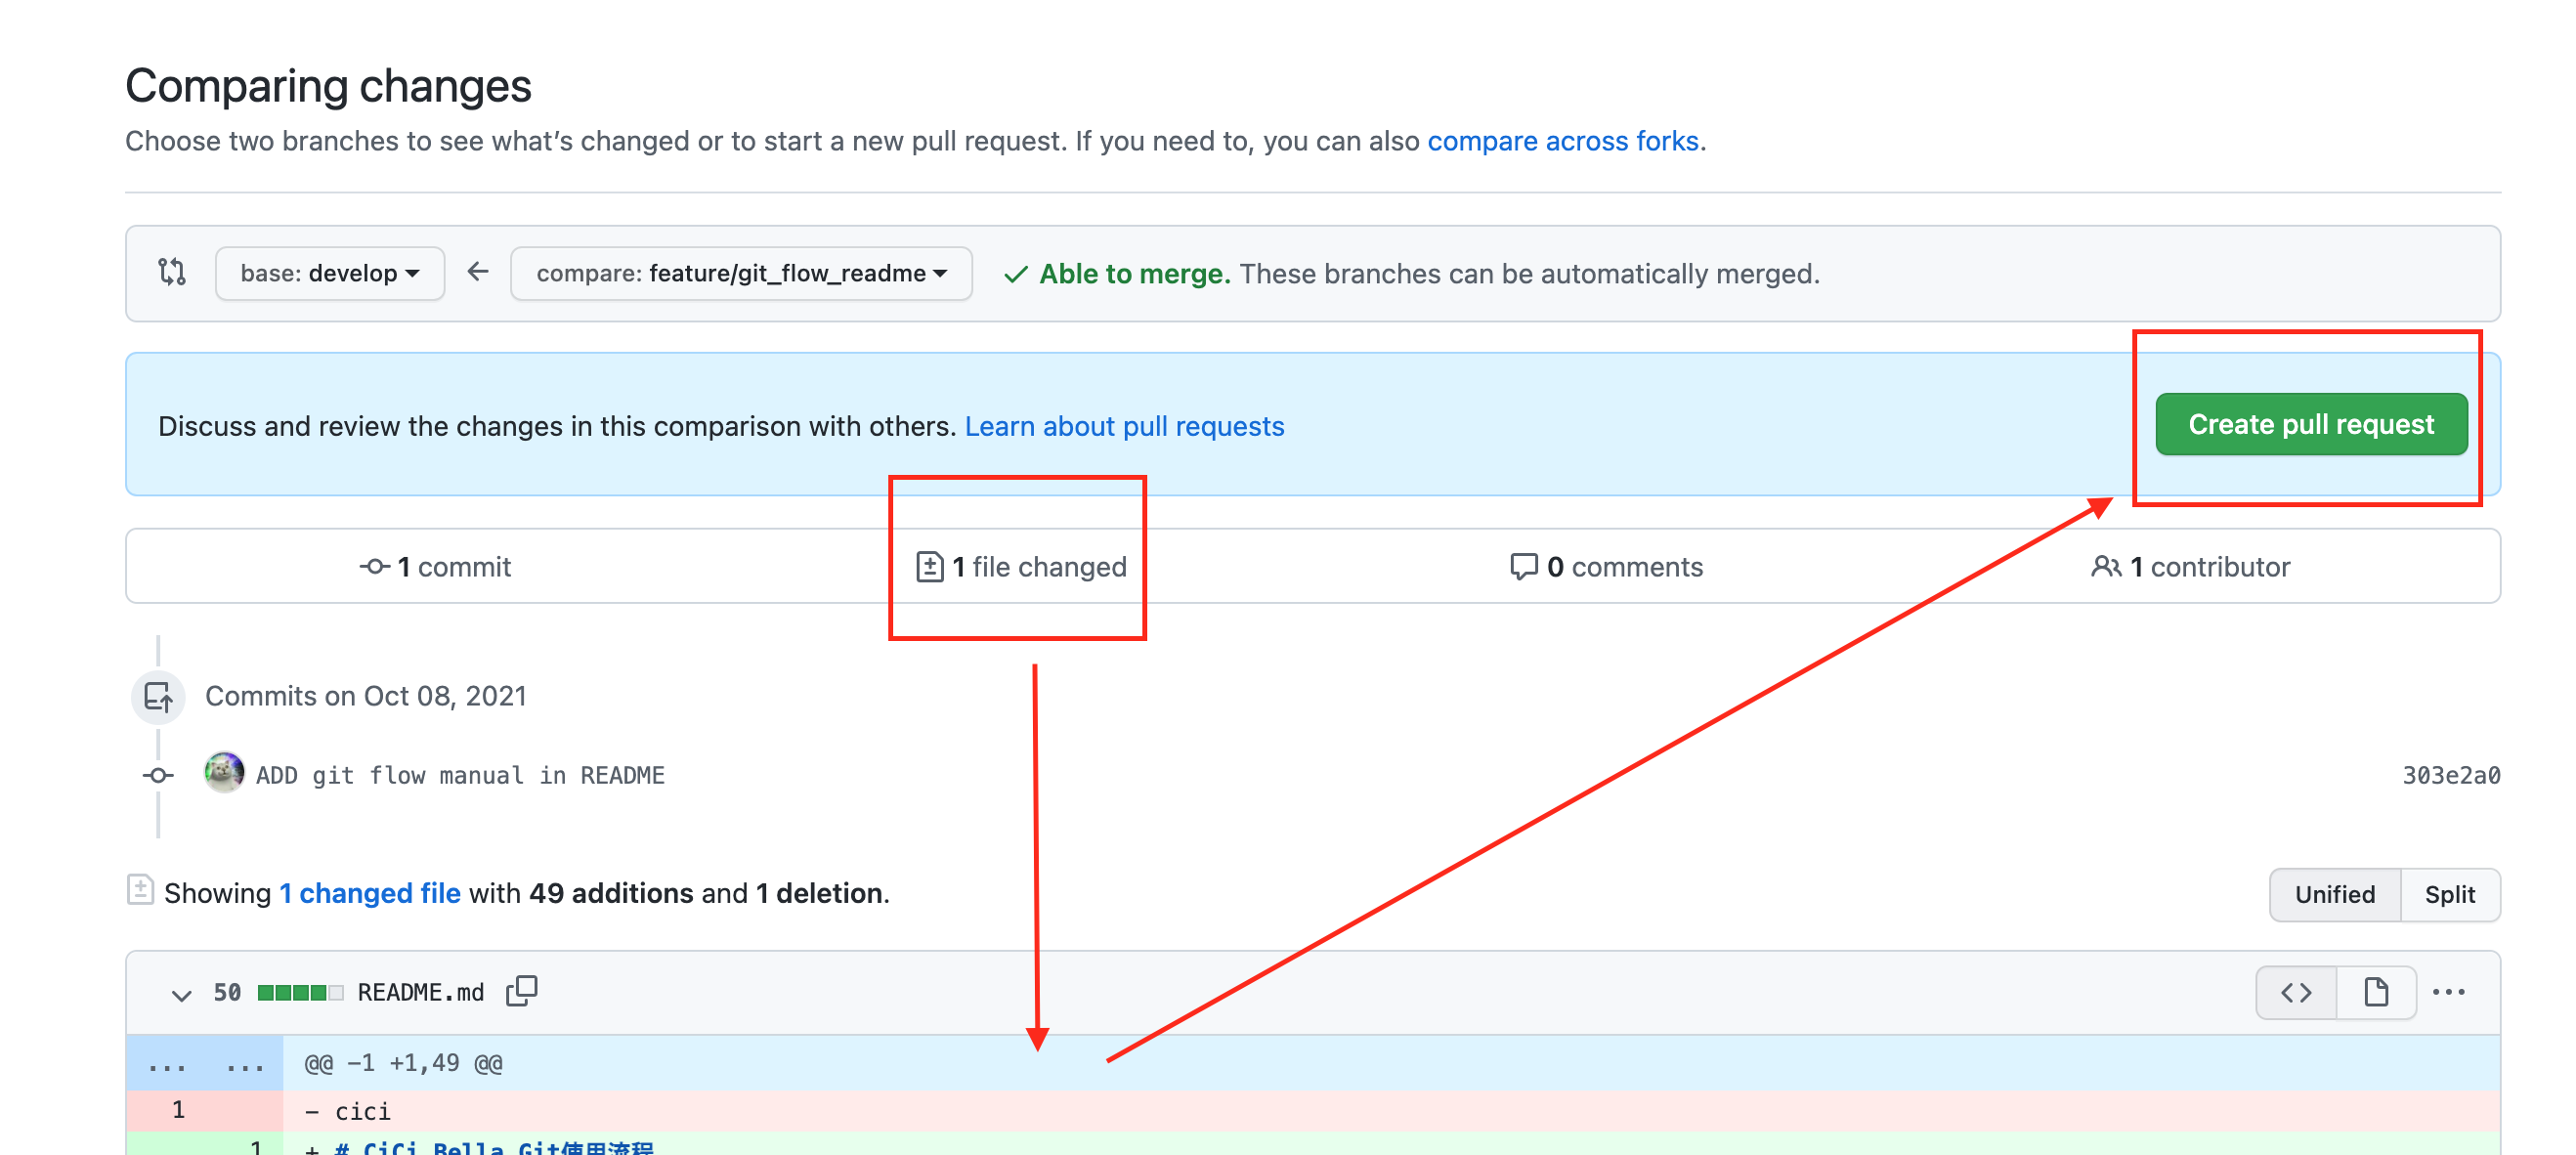 Comparing changes
Choose two branches to see what’s changed or to start a new pull request. If you need to, you can also compare across forks.
base: develop compare: feature/git_flow_readme Able to merge. These branches can be automatically merged.
Discuss and review the changes in this comparison with others. Learn about pull requests Create pull request
1 commit 1 file changed 0 comments 1 contributor
Commits on Oct 08, 2021
ADD git flow manual in README 303e2a0
Showing 1 changed file with 49 additions and 1 deletion. Unified Split
50 README.md
... ... @@ -1 +1,49 @@
1 - cici
1 + # CiCi Bella Git使用流程